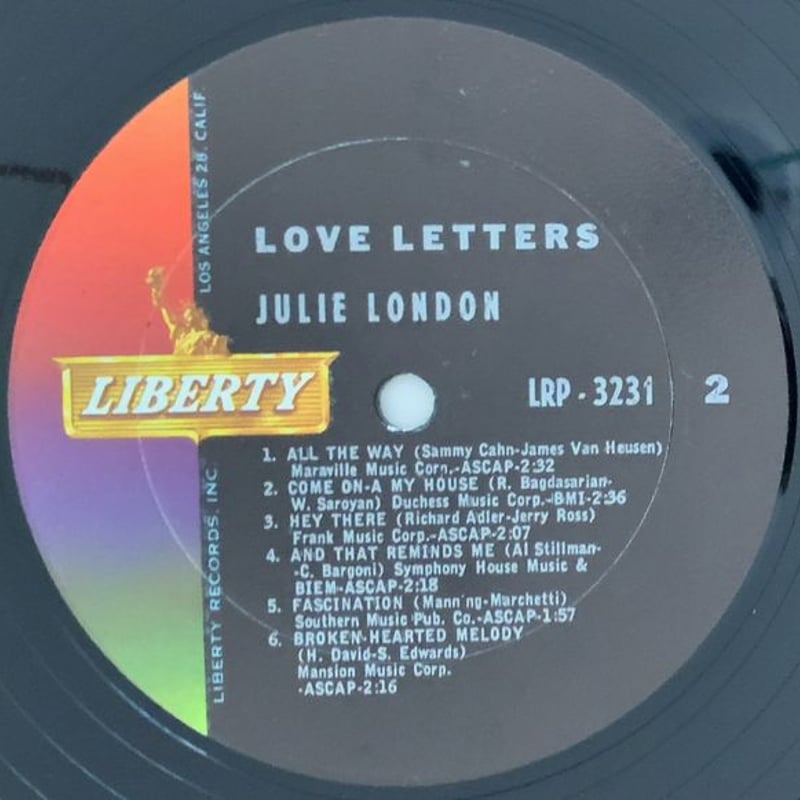 LOS ANGELES 28, CALIF.
LOVE LETTERS
JULIE LONDON
LIBERTY
LRP - 3231 2
1. ALL THE WAY (Sammy Cahn-James Van Heusen)
Maraville Music Corp.-ASCAP-2:32
2. COME ON-A MY HOUSE (R. Bagdasarian-
W. Saroyan) Duchess Music Corp.-BMI-2:36
3. HEY THERE (Richard Adler-Jerry Ross)
Frank Music Corp.-ASCAP-2:07
4. AND THAT REMINDS ME (Al Stillman-
-C. Bargoni) Symphony House Music &
BIEM-ASCAP-2:18
5. FASCINATION (Manning-Marchetti)
Southern Music Pub. Co.-ASCAP-1:57
6. BROKEN-HEARTED MELODY
(H. David-S. Edwards)
Mansion Music Corp.
-ASCAP-2:16
LIBERTY RECORDS, INC.